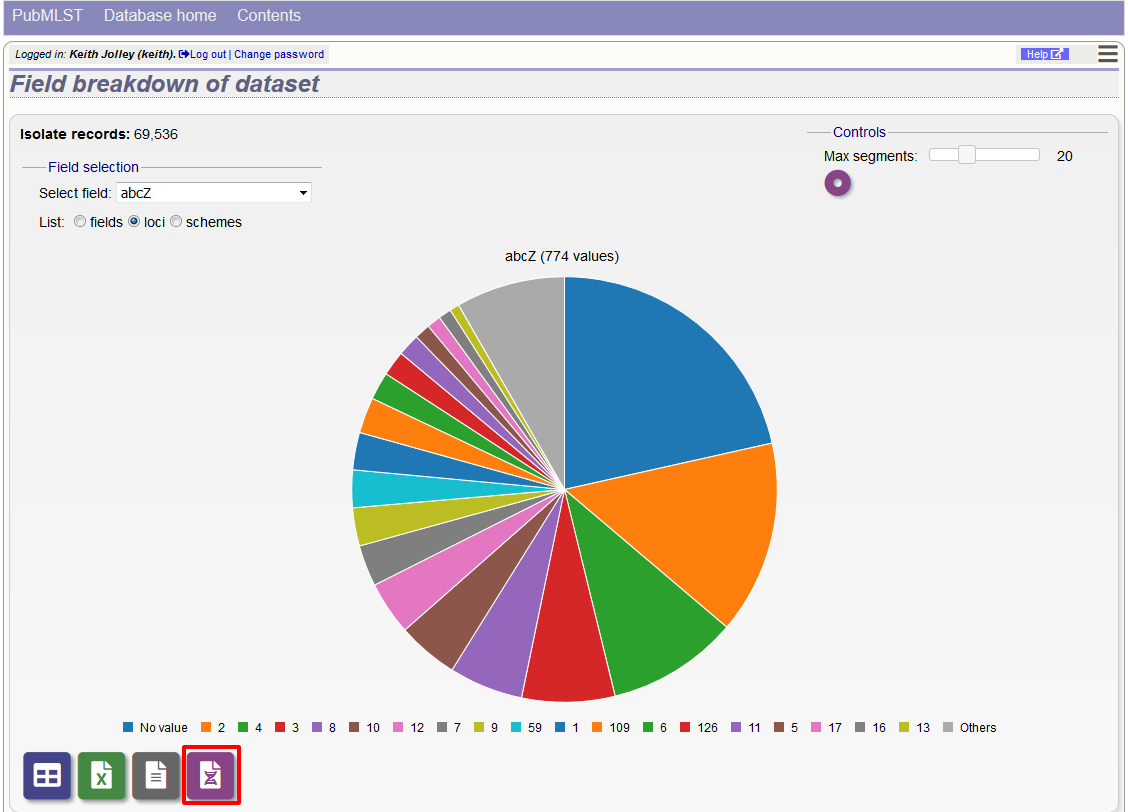 PubMLST Database home Contents
Logged in: Keith Jolley (keith). Log out | Change password Help
Field breakdown of dataset
Isolate records: 69,536
Controls
Max segments: 20
Field selection
Select field: abcZ
List: fields loci schemes
abcZ (774 values)
No value 2 4 3 8 10 12 7 9 59 1 109 6 126 11 5 17 16 13 Others
X